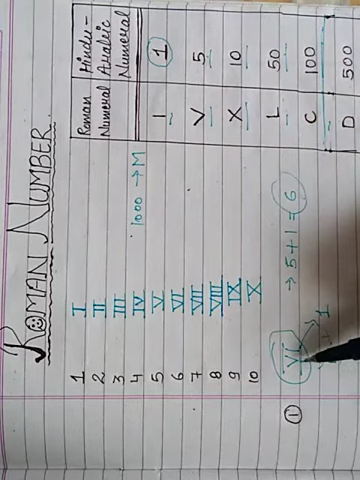 ROMAN NUMBER
1 I
2 II
3 III
4 IV
5 V
6 VI
7 VII
8 VIII
9 IX
10 X
1000 → M
Roman Numeral Hindu-Arabic Numeral
I 1
V 5
X 10
L 50
C 100
D 500
① VI → 5 + 1 = 6
1